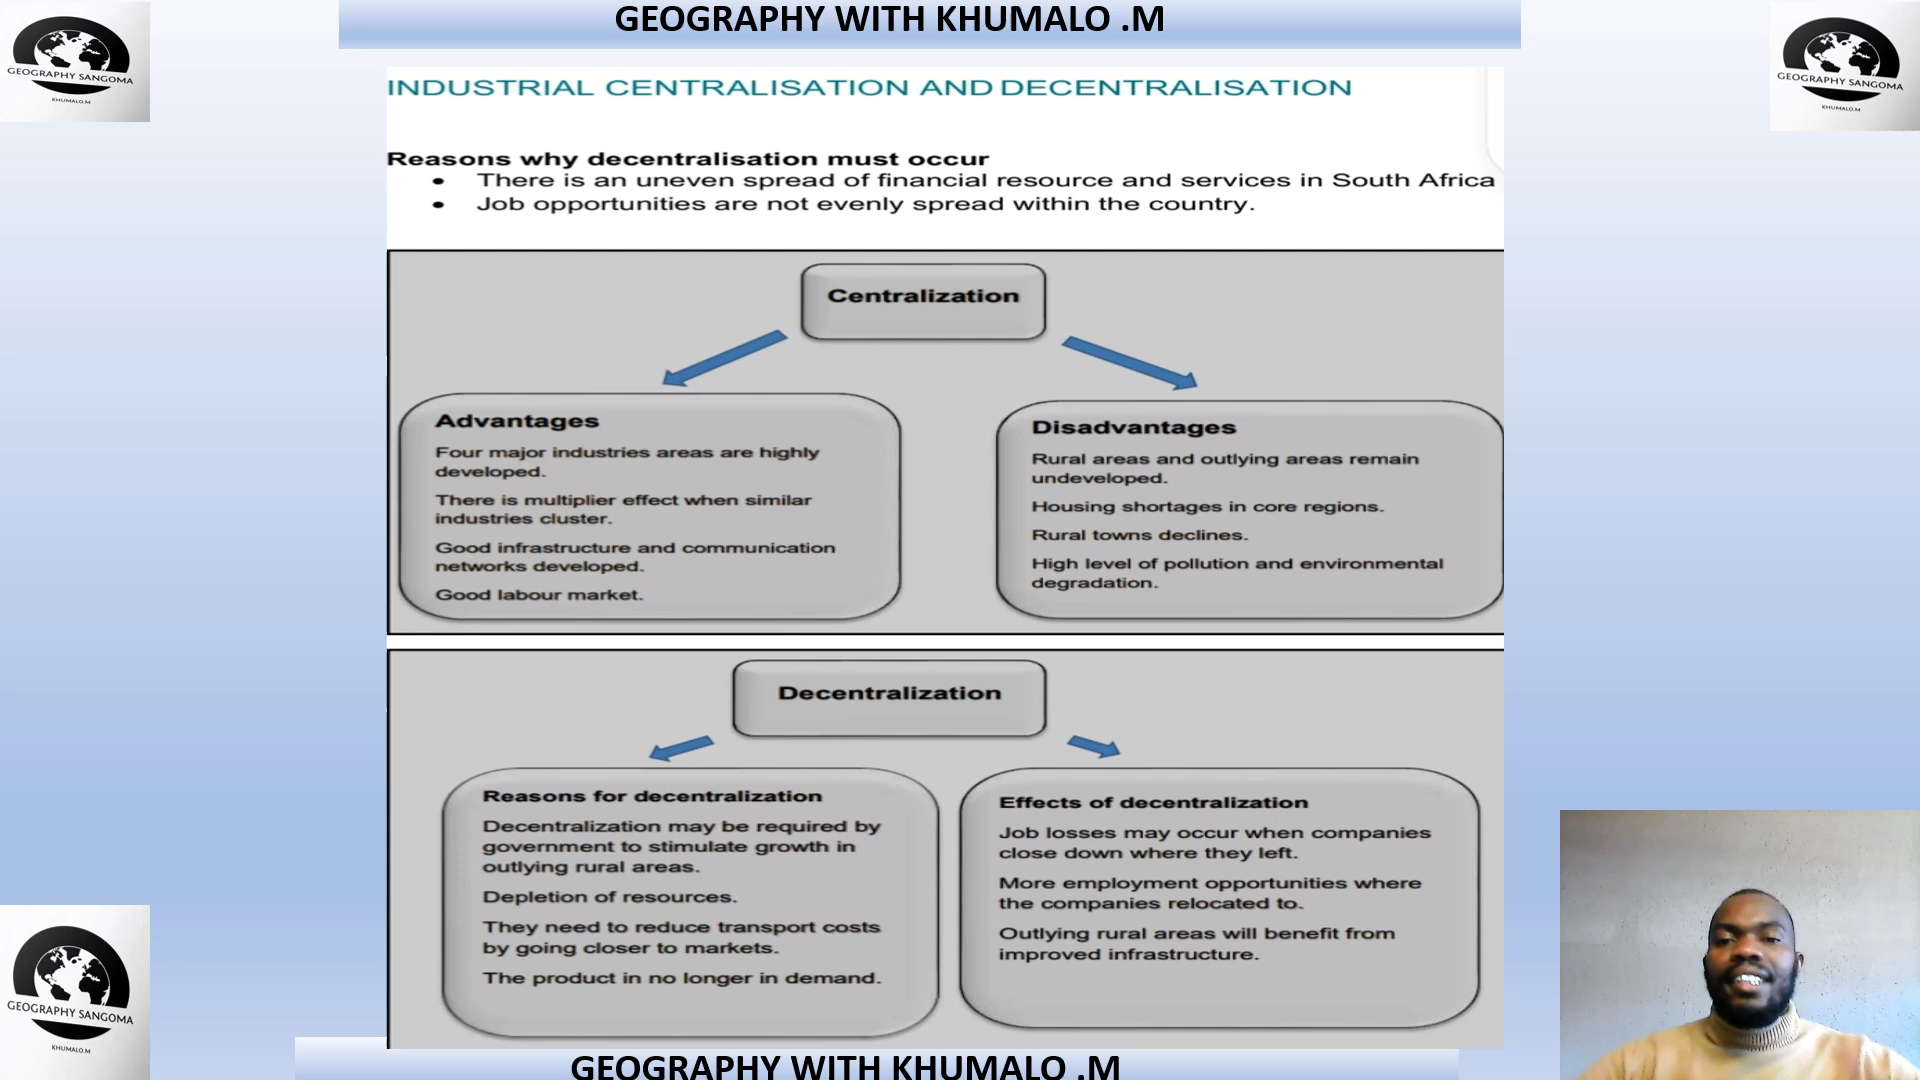 GEOGRAPHY WITH KHUMALO .M
GEOGRAPHY SANGOMA
KHUMALO.M
GEOGRAPHY SANGOMA
KHUMALO.M
INDUSTRIAL CENTRALISATION AND DECENTRALISATION
Reasons why decentralisation must occur
• There is an uneven spread of financial resource and services in South Africa
• Job opportunities are not evenly spread within the country.
Centralization
Advantages
Four major industries areas are highly
developed.
There is multiplier effect when similar
industries cluster.
Good infrastructure and communication
networks developed.
Good labour market.
Disadvantages
Rural areas and outlying areas remain
undeveloped.
Housing shortages in core regions.
Rural towns declines.
High level of pollution and environmental
degradation.
Decentralization
Reasons for decentralization
Decentralization may be required by
government to stimulate growth in
outlying rural areas.
Depletion of resources.
They need to reduce transport costs
by going closer to markets.
The product in no longer in demand.
Effects of decentralization
Job losses may occur when companies
close down where they left.
More employment opportunities where
the companies relocated to.
Outlying rural areas will benefit from
improved infrastructure.
GEOGRAPHY SANGOMA
KHUMALO.M
GEOGRAPHY WITH KHUMALO .M